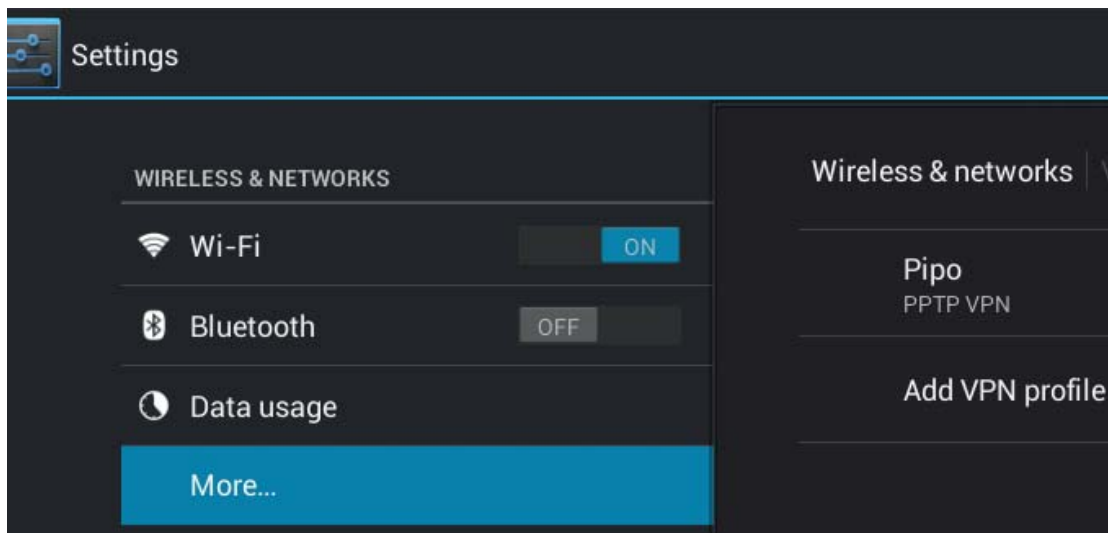 Settings
WIRELESS & NETWORKS
Wi-Fi
ON
Bluetooth
OFF
Data usage
More...
Wireless & networks
Pipo
PPTP VPN
Add VPN profile